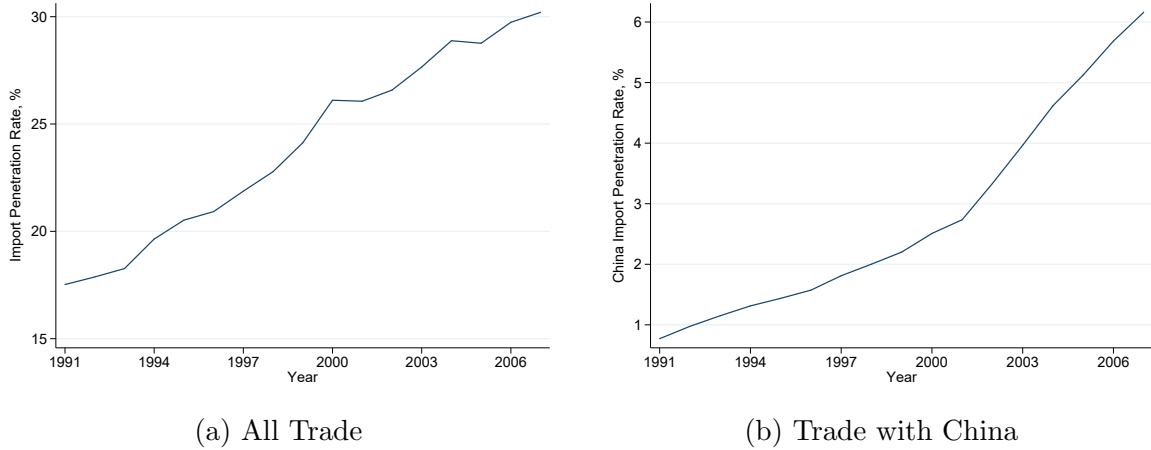 Import Penetration Rate, %
30
25
20
15
1991 1994 1997 2000 2003 2006
Year
(a) All Trade
China Import Penetration Rate, %
6
5
4
3
2
1
1991 1994 1997 2000 2003 2006
Year
(b) Trade with China